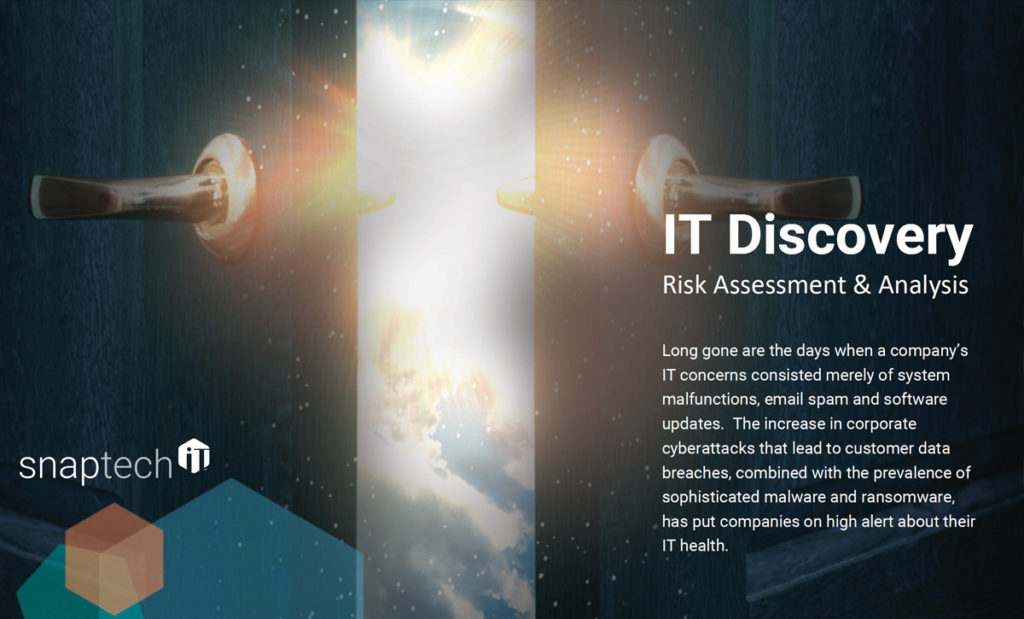 IT Discovery
Risk Assessment & Analysis
Long gone are the days when a company’s
IT concerns consisted merely of system
malfunctions, email spam and software
updates.  The increase in corporate
cyberattacks that lead to customer data
breaches, combined with the prevalence of
sophisticated malware and ransomware,
has put companies on high alert about their
IT health.
snaptech iT